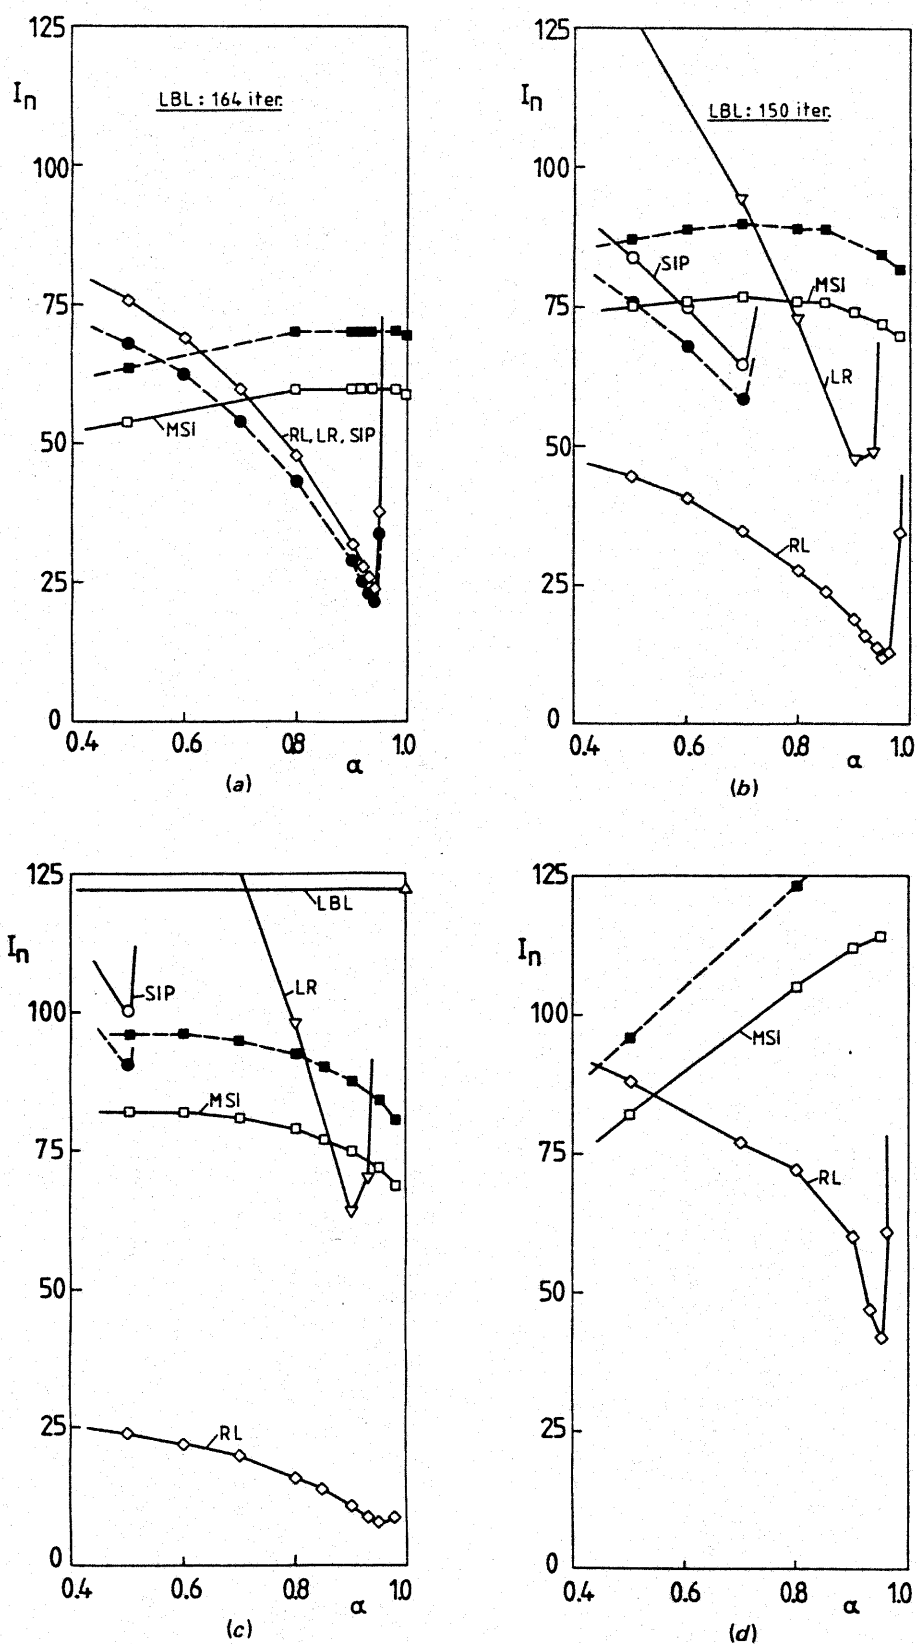 125
In
LBL: 164 iter.
100
75
MSI
RL, LR, SIP
50
25
0
0.4 0.6 0.8 1.0
α
(a)
125
In
LBL: 150 iter.
100
SIP
MSI
75
LR
50
RL
25
0
0.4 0.6 0.8 1.0
α
(b)
125
LBL
In
LR
SIP
100
MSI
75
50
25
RL
0
0.4 0.6 0.8 1.0
α
(c)
125
In
100
MSI
75
RL
50
25
0
0.4 0.6 0.8 1.0
α
(d)